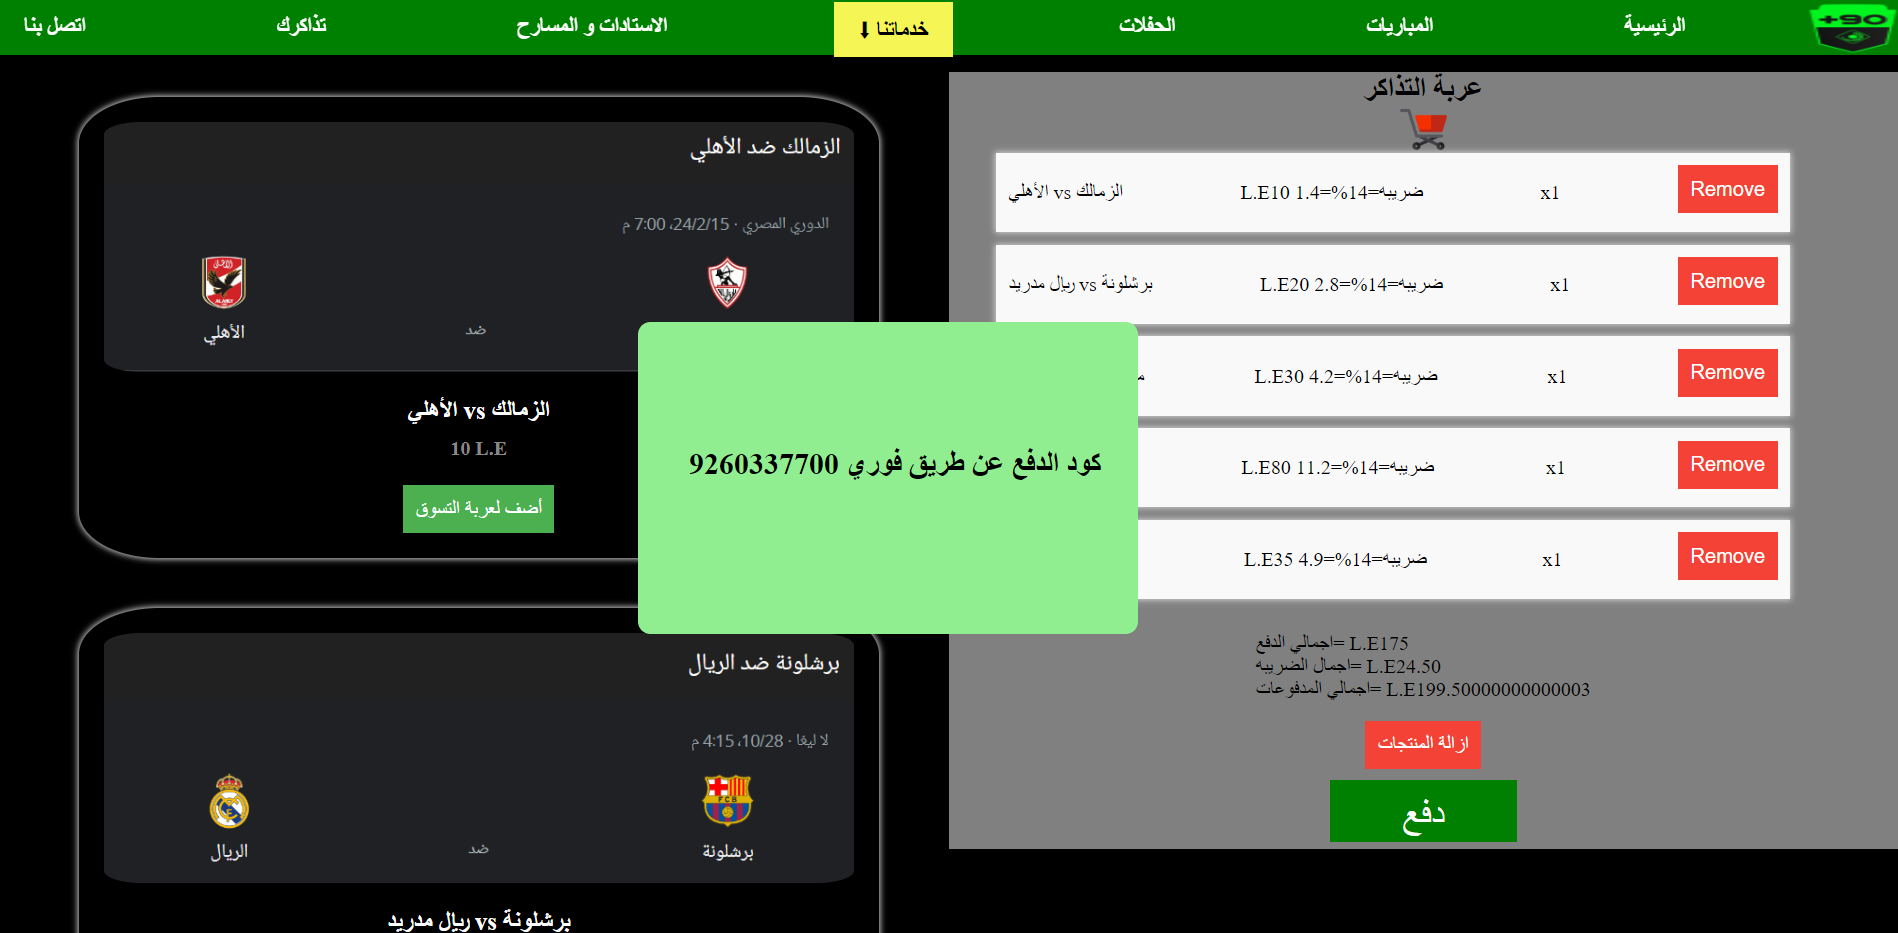 +90
الرئيسية
المباريات
الحفلات
خدماتنا ⬇
الاستادات و المسارح
تذاكرك
اتصل بنا
عربة التذاكر
الزمالك vs الأهلي
L.E10 ضريبه=14%=1.4
x1
Remove
برشلونة vs ريال مدريد
L.E20 ضريبه=14%=2.8
x1
Remove
L.E30 ضريبه=14%=4.2
x1
Remove
L.E80 ضريبه=14%=11.2
x1
Remove
L.E35 ضريبه=14%=4.9
x1
Remove
اجمالي الدفع= L.E175
اجمال الضريبه= L.E24.50
اجمالي المدفوعات= L.E199.50000000000003
ازالة المنتجات
دفع
كود الدفع عن طريق فوري 9260337700
الزمالك ضد الأهلي
الدوري المصري · 24/2/15، 7:00 م
الأهلي
ضد
الزمالك vs الأهلي
10 L.E
أضف لعربة التسوق
برشلونة ضد الريال
لا ليغا · 10/28، 4:15 م
برشلونة
ضد
الريال
برشلونة vs ريال مدريد